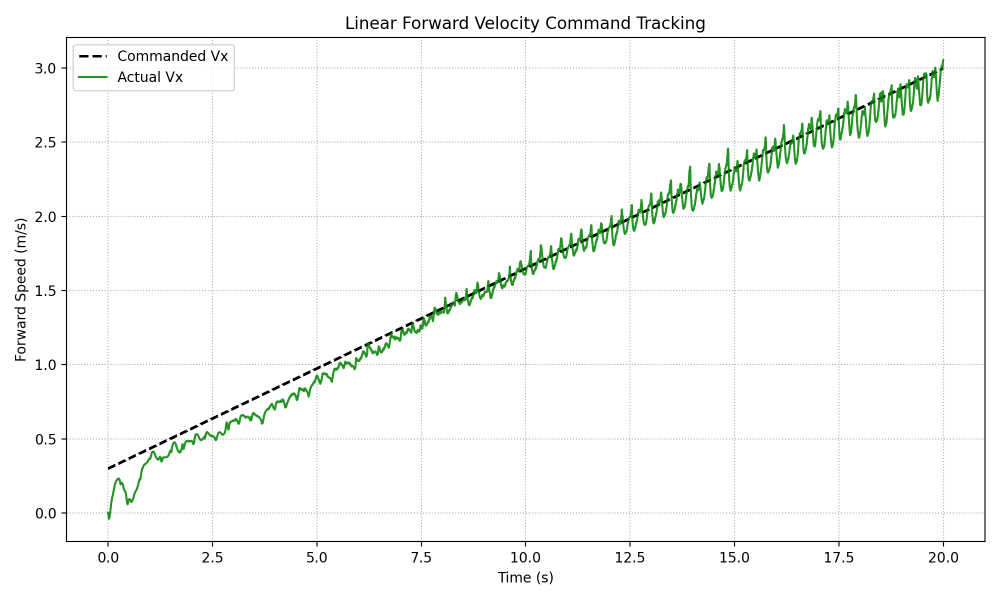 Linear Forward Velocity Command Tracking
Commanded Vx
Actual Vx
Forward Speed (m/s)
3.0
2.5
2.0
1.5
1.0
0.5
0.0
0.0 2.5 5.0 7.5 10.0 12.5 15.0 17.5 20.0
Time (s)